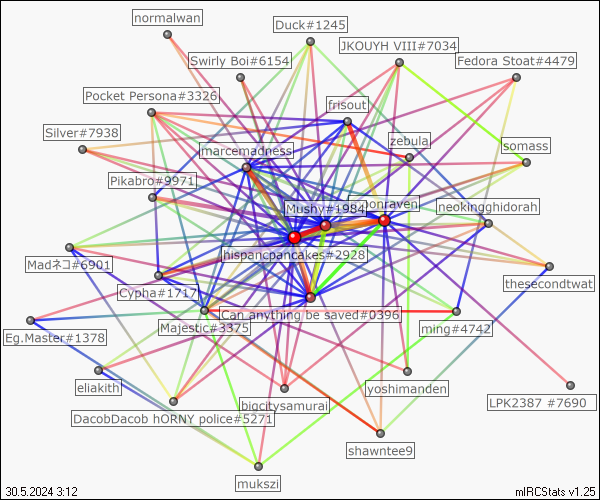 normalwan
Duck#1245
JKOUYH VIII#7034
Swirly Boi#6154
Fedora Stoat#4479
Pocket Persona#3326
frisout
Silver#7938
zebula
somass
marcemadness
Pikabro#9971
Mushy#1984
oonraven
neokingghidorah
hispancpancakes#2928
Madネコ#6901
thesecondtwat
Cypha#1717
Can anything be saved#0396
Majestic#3375
ming#4742
Eg.Master#1378
eliakith
yoshimanden
bigcitysamurai
LPK2387 #7690
DacobDacob hORNY police#5271
shawntee9
mukszi
30.5.2024 3:12
mIRCStats v1.25